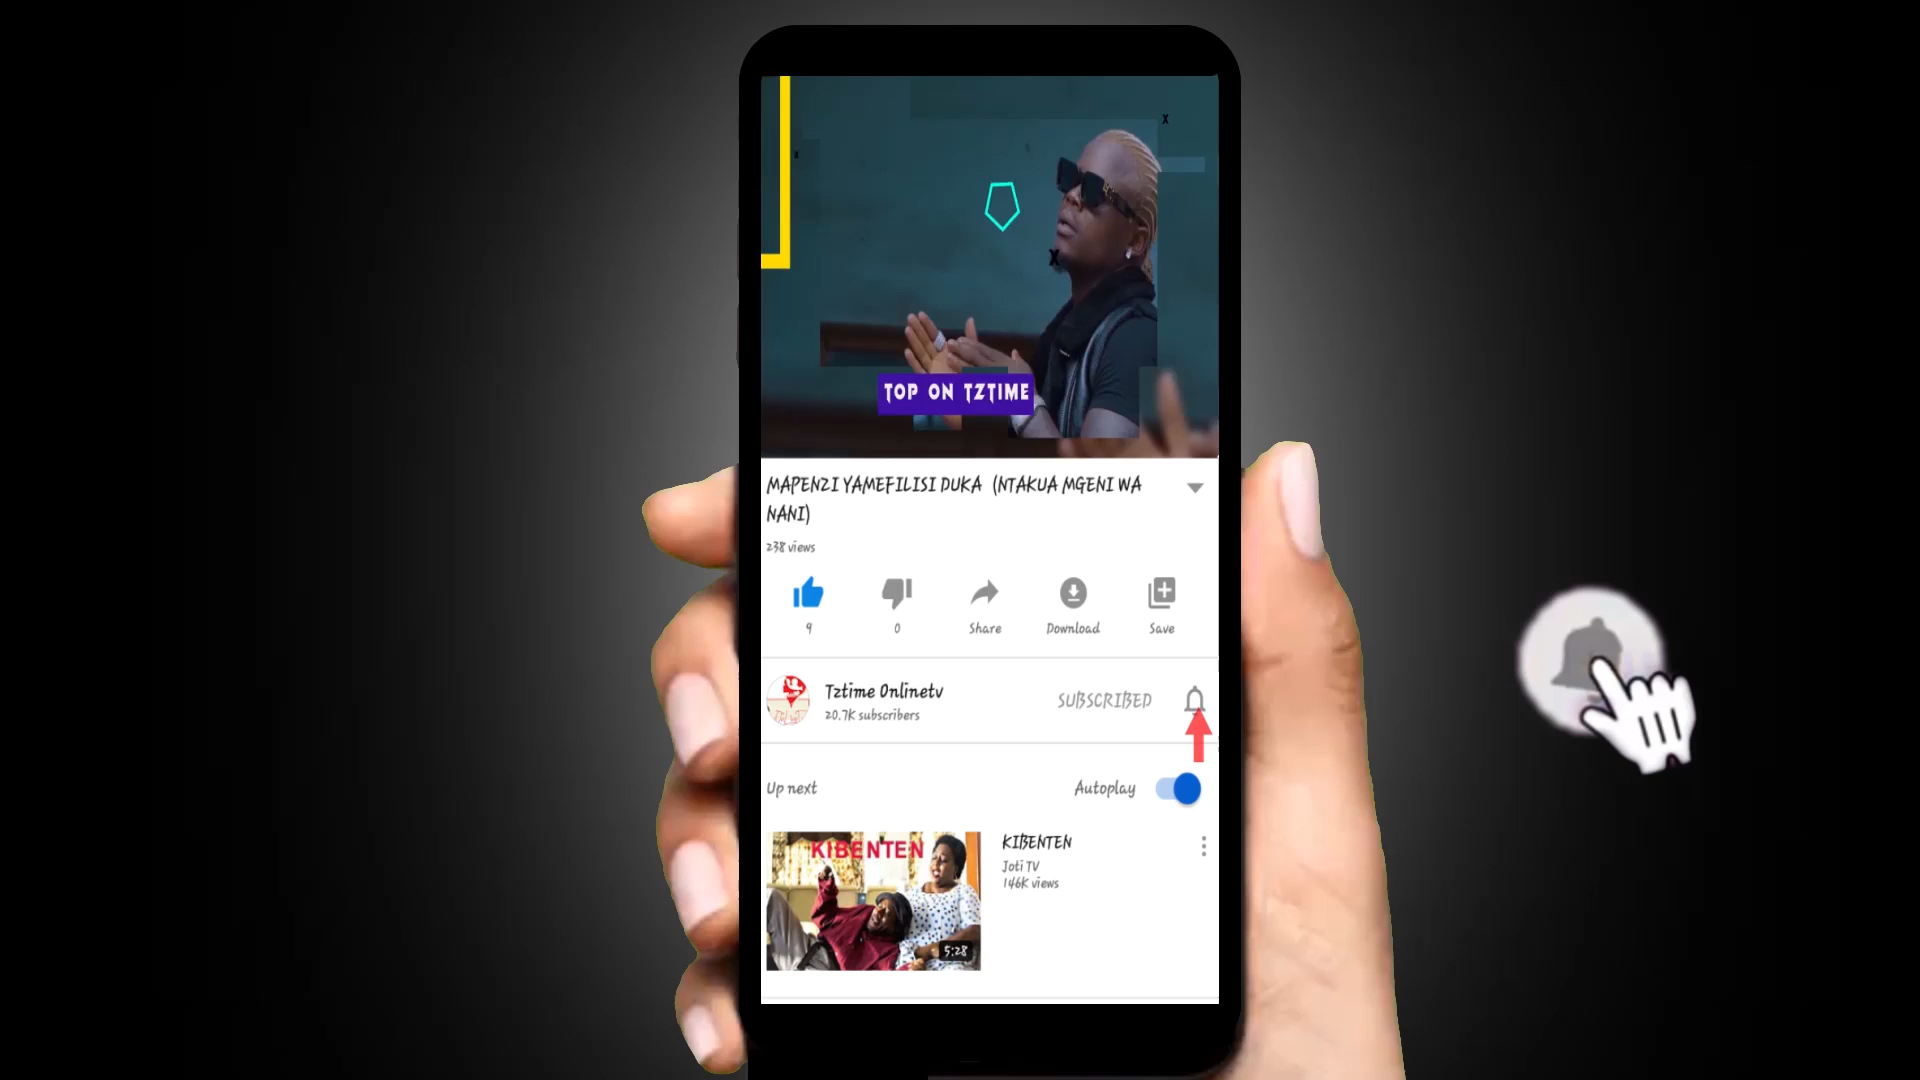 TOP ON TZTIME
MAPENZI YAMEFILISI DUKA (NTAKUA MGENI WA
NANI)
238 views
9
0
Share
Download
Save
Tztime Onlinetv
20.7K subscribers
SUBSCRIBED
Up next
Autoplay
KIBENTEN
5:28
KIBENTEN
Joti TV
146K views